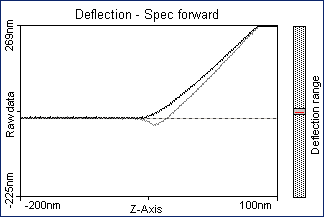 Deflection - Spec forward
269nm
Raw data
-225nm
-200nm
Z-Axis
100nm
Deflection range